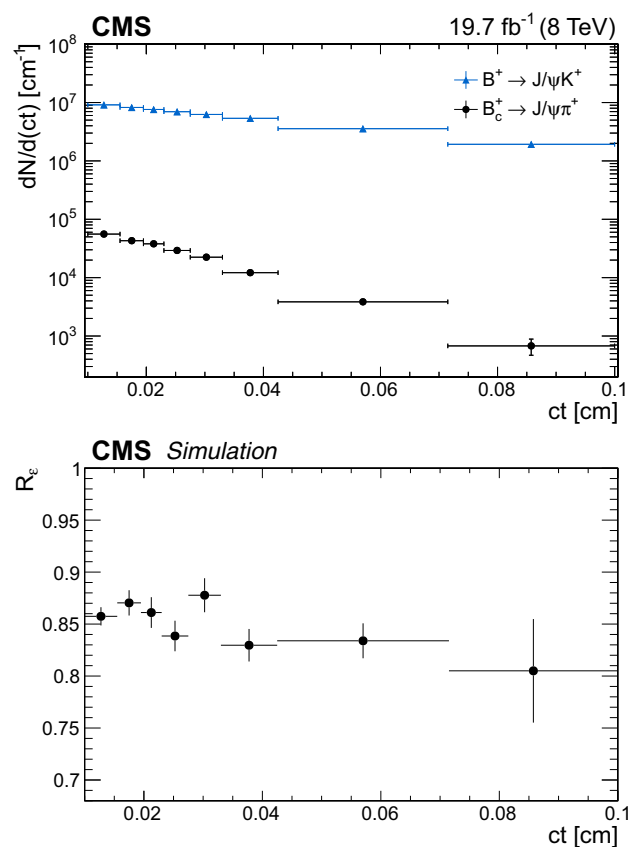 CMS 19.7 fb⁻¹ (8 TeV)
dN/d(ct) [cm⁻¹]
10⁸
10⁷
10⁶
10⁵
10⁴
10³
B⁺ → J/ψK⁺
B_c⁺ → J/ψπ⁺
0.02 0.04 0.06 0.08 0.1
ct [cm]
CMS Simulation
R_ε
1
0.95
0.9
0.85
0.8
0.75
0.7
0.02 0.04 0.06 0.08 0.1
ct [cm]